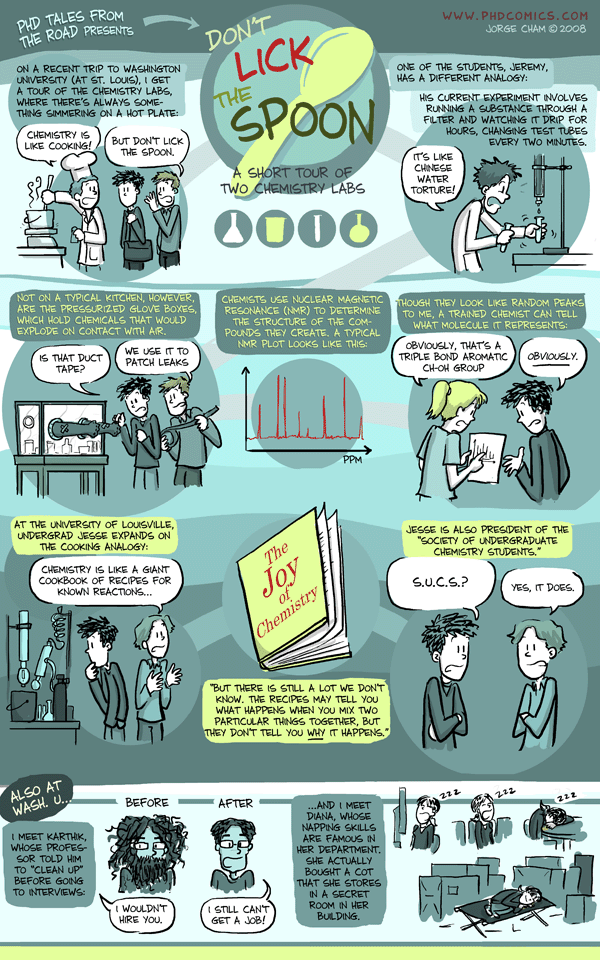 PHD TALES FROM
THE ROAD PRESENTS
DON'T
LICK
THE
SPOON
A SHORT TOUR OF
TWO CHEMISTRY LABS
WWW.PHDCOMICS.COM
JORGE CHAM © 2008
ON A RECENT TRIP TO WASHINGTON
UNIVERSITY (AT ST. LOUIS), I GET
A TOUR OF THE CHEMISTRY LABS,
WHERE THERE'S ALWAYS SOME-
THING SIMMERING ON A HOT PLATE:
CHEMISTRY IS
LIKE COOKING!
BUT DON'T LICK
THE SPOON.
ONE OF THE STUDENTS, JEREMY,
HAS A DIFFERENT ANALOGY:
HIS CURRENT EXPERIMENT INVOLVES
RUNNING A SUBSTANCE THROUGH A
FILTER AND WATCHING IT DRIP FOR
HOURS, CHANGING TEST TUBES
EVERY TWO MINUTES.
IT'S LIKE
CHINESE
WATER
TORTURE!
NOT ON A TYPICAL KITCHEN, HOWEVER,
ARE THE PRESSURIZED GLOVE BOXES,
WHICH HOLD CHEMICALS THAT WOULD
EXPLODE ON CONTACT WITH AIR.
IS THAT DUCT
TAPE?
WE USE IT TO
PATCH LEAKS
CHEMISTS USE NUCLEAR MAGNETIC
RESONANCE (NMR) TO DETERMINE
THE STRUCTURE OF THE COM-
POUNDS THEY CREATE. A TYPICAL
NMR PLOT LOOKS LIKE THIS:
PPM
THOUGH THEY LOOK LIKE RANDOM PEAKS
TO ME, A TRAINED CHEMIST CAN TELL
WHAT MOLECULE IT REPRESENTS:
OBVIOUSLY, THAT'S A
TRIPLE BOND AROMATIC
CH-OH GROUP
OBVIOUSLY.
AT THE UNIVERSITY OF LOUISVILLE,
UNDERGRAD JESSE EXPANDS ON
THE COOKING ANALOGY:
CHEMISTRY IS LIKE A GIANT
COOKBOOK OF RECIPES FOR
KNOWN REACTIONS...
The
Joy
of
Chemistry
"BUT THERE IS STILL A LOT WE DON'T
KNOW. THE RECIPES MAY TELL YOU
WHAT HAPPENS WHEN YOU MIX TWO
PARTICULAR THINGS TOGETHER, BUT
THEY DON'T TELL YOU WHY IT HAPPENS."
JESSE IS ALSO PRESIDENT OF THE
"SOCIETY OF UNDERGRADUATE
CHEMISTRY STUDENTS."
S.U.C.S.?
YES, IT DOES.
ALSO AT
WASH. U...
I MEET KARTHIK,
WHOSE PROFES-
SOR TOLD HIM
TO "CLEAN UP"
BEFORE GOING
TO INTERVIEWS:
BEFORE
AFTER
I WOULDN'T
HIRE YOU.
I STILL CAN'T
GET A JOB!
...AND I MEET
DIANA, WHOSE
NAPPING SKILLS
ARE FAMOUS IN
HER DEPARTMENT.
SHE ACTUALLY
BOUGHT A COT
THAT SHE STORES
IN A SECRET
ROOM IN HER
BUILDING.
ZZZ
ZZZ
ZZZ